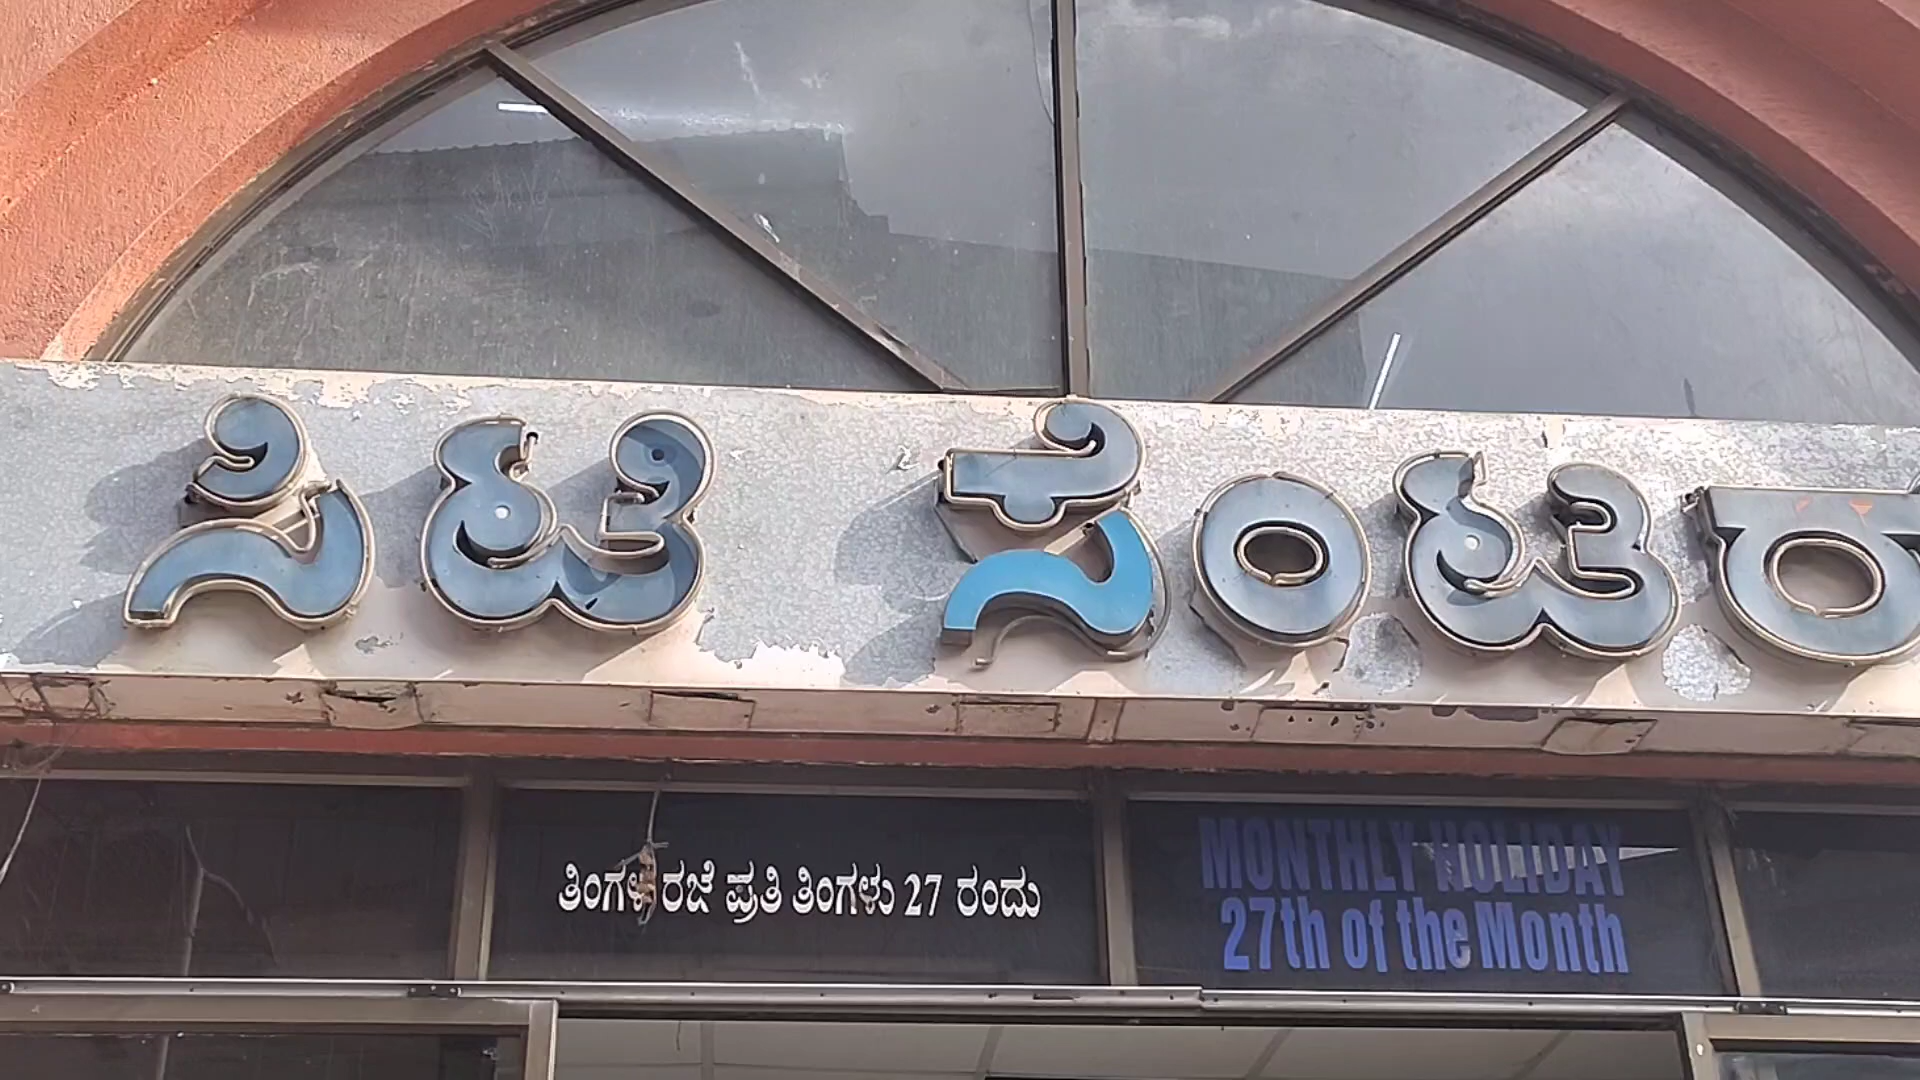 ಸಿಟಿ ಸೆಂಟರ
ತಿಂಗಳ ರಜೆ ಪ್ರತಿ ತಿಂಗಳು 27 ರಂದು
MONTHLY HOLIDAY
27th of the Month